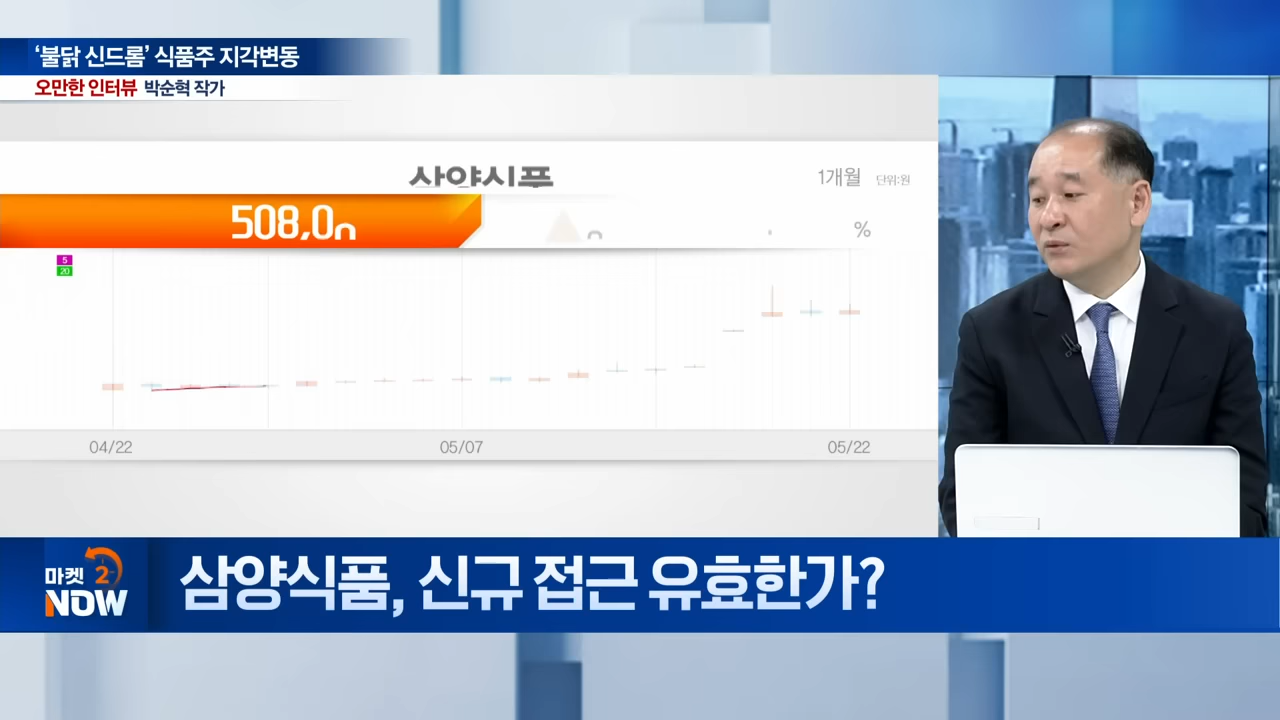 ‘불닭 신드롬’ 식품주 지각변동
오만한 인터뷰 박순혁 작가
1개월 단위:원
%
5
20
04/22 05/07 05/22
마켓 2
NOW
삼양식품, 신규 접근 유효한가?